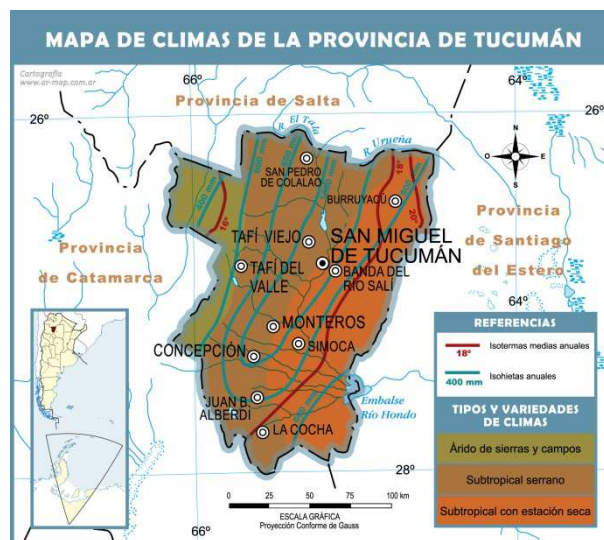 MAPA DE CLIMAS DE LA PROVINCIA DE TUCUMÁN
Cartografía
www.ar-map.com.ar
66º
64º
26º
26º
Provincia de Salta
R. El Tala
R. Urueña
400 mm
600 mm
18º
18º
20º
SAN PEDRO
DE COLALAO
BURRUYACÚ
TAFÍ VIEJO
SAN MIGUEL
DE TUCUMÁN
TAFÍ DEL
VALLE
BANDA DEL
RÍO SALÍ
Provincia
de Catamarca
Provincia
de Santiago
del Estero
N
O
E
S
64º
MONTEROS
CONCEPCIÓN
SIMOCA
JUAN B.
ALBERDI
LA COCHA
Embalse
Río Hondo
28º
66º
0
25
50
75
100 km
ESCALA GRÁFICA
Proyección Conforme de Gauss
REFERENCIAS
18º
Isotermas medias anuales
400 mm
Isohietas anuales
TIPOS Y VARIEDADES
DE CLIMAS
Árido de sierras y campos
Subtropical serrano
Subtropical con estación seca